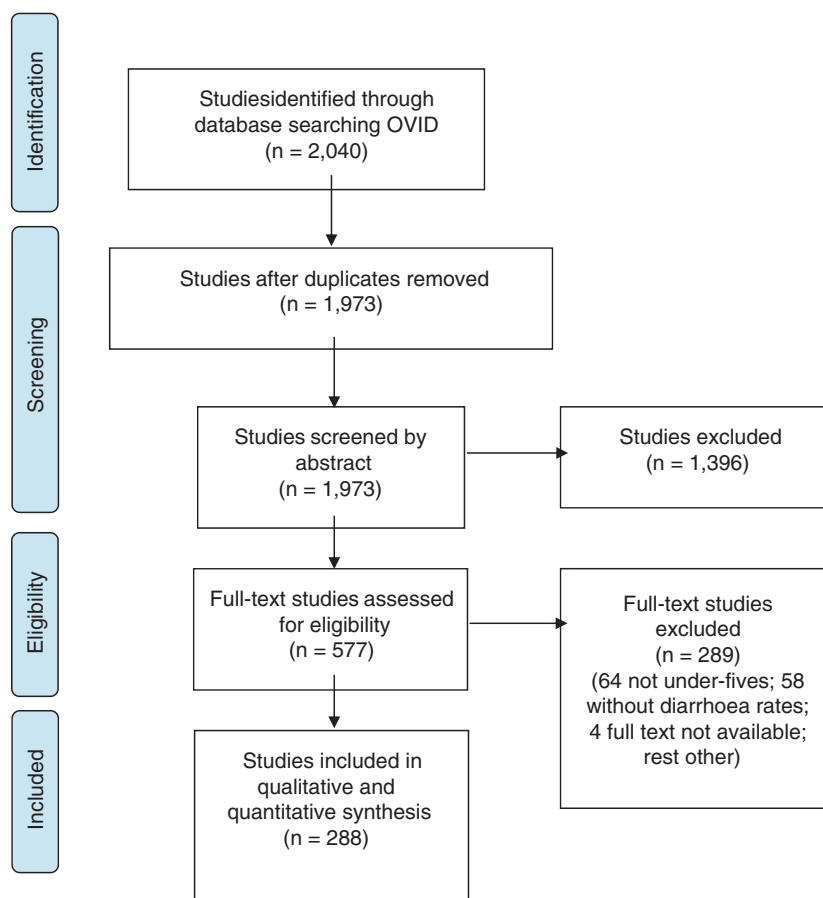 Identification
Studiesidentified through
database searching OVID
(n = 2,040)
Screening
Studies after duplicates removed
(n = 1,973)
Studies screened by
abstract
(n = 1,973)
Studies excluded
(n = 1,396)
Eligibility
Full-text studies assessed
for eligibility
(n = 577)
Full-text studies
excluded
(n = 289)
(64 not under-fives; 58
without diarrhoea rates;
4 full text not available;
rest other)
Included
Studies included in
qualitative and
quantitative synthesis
(n = 288)